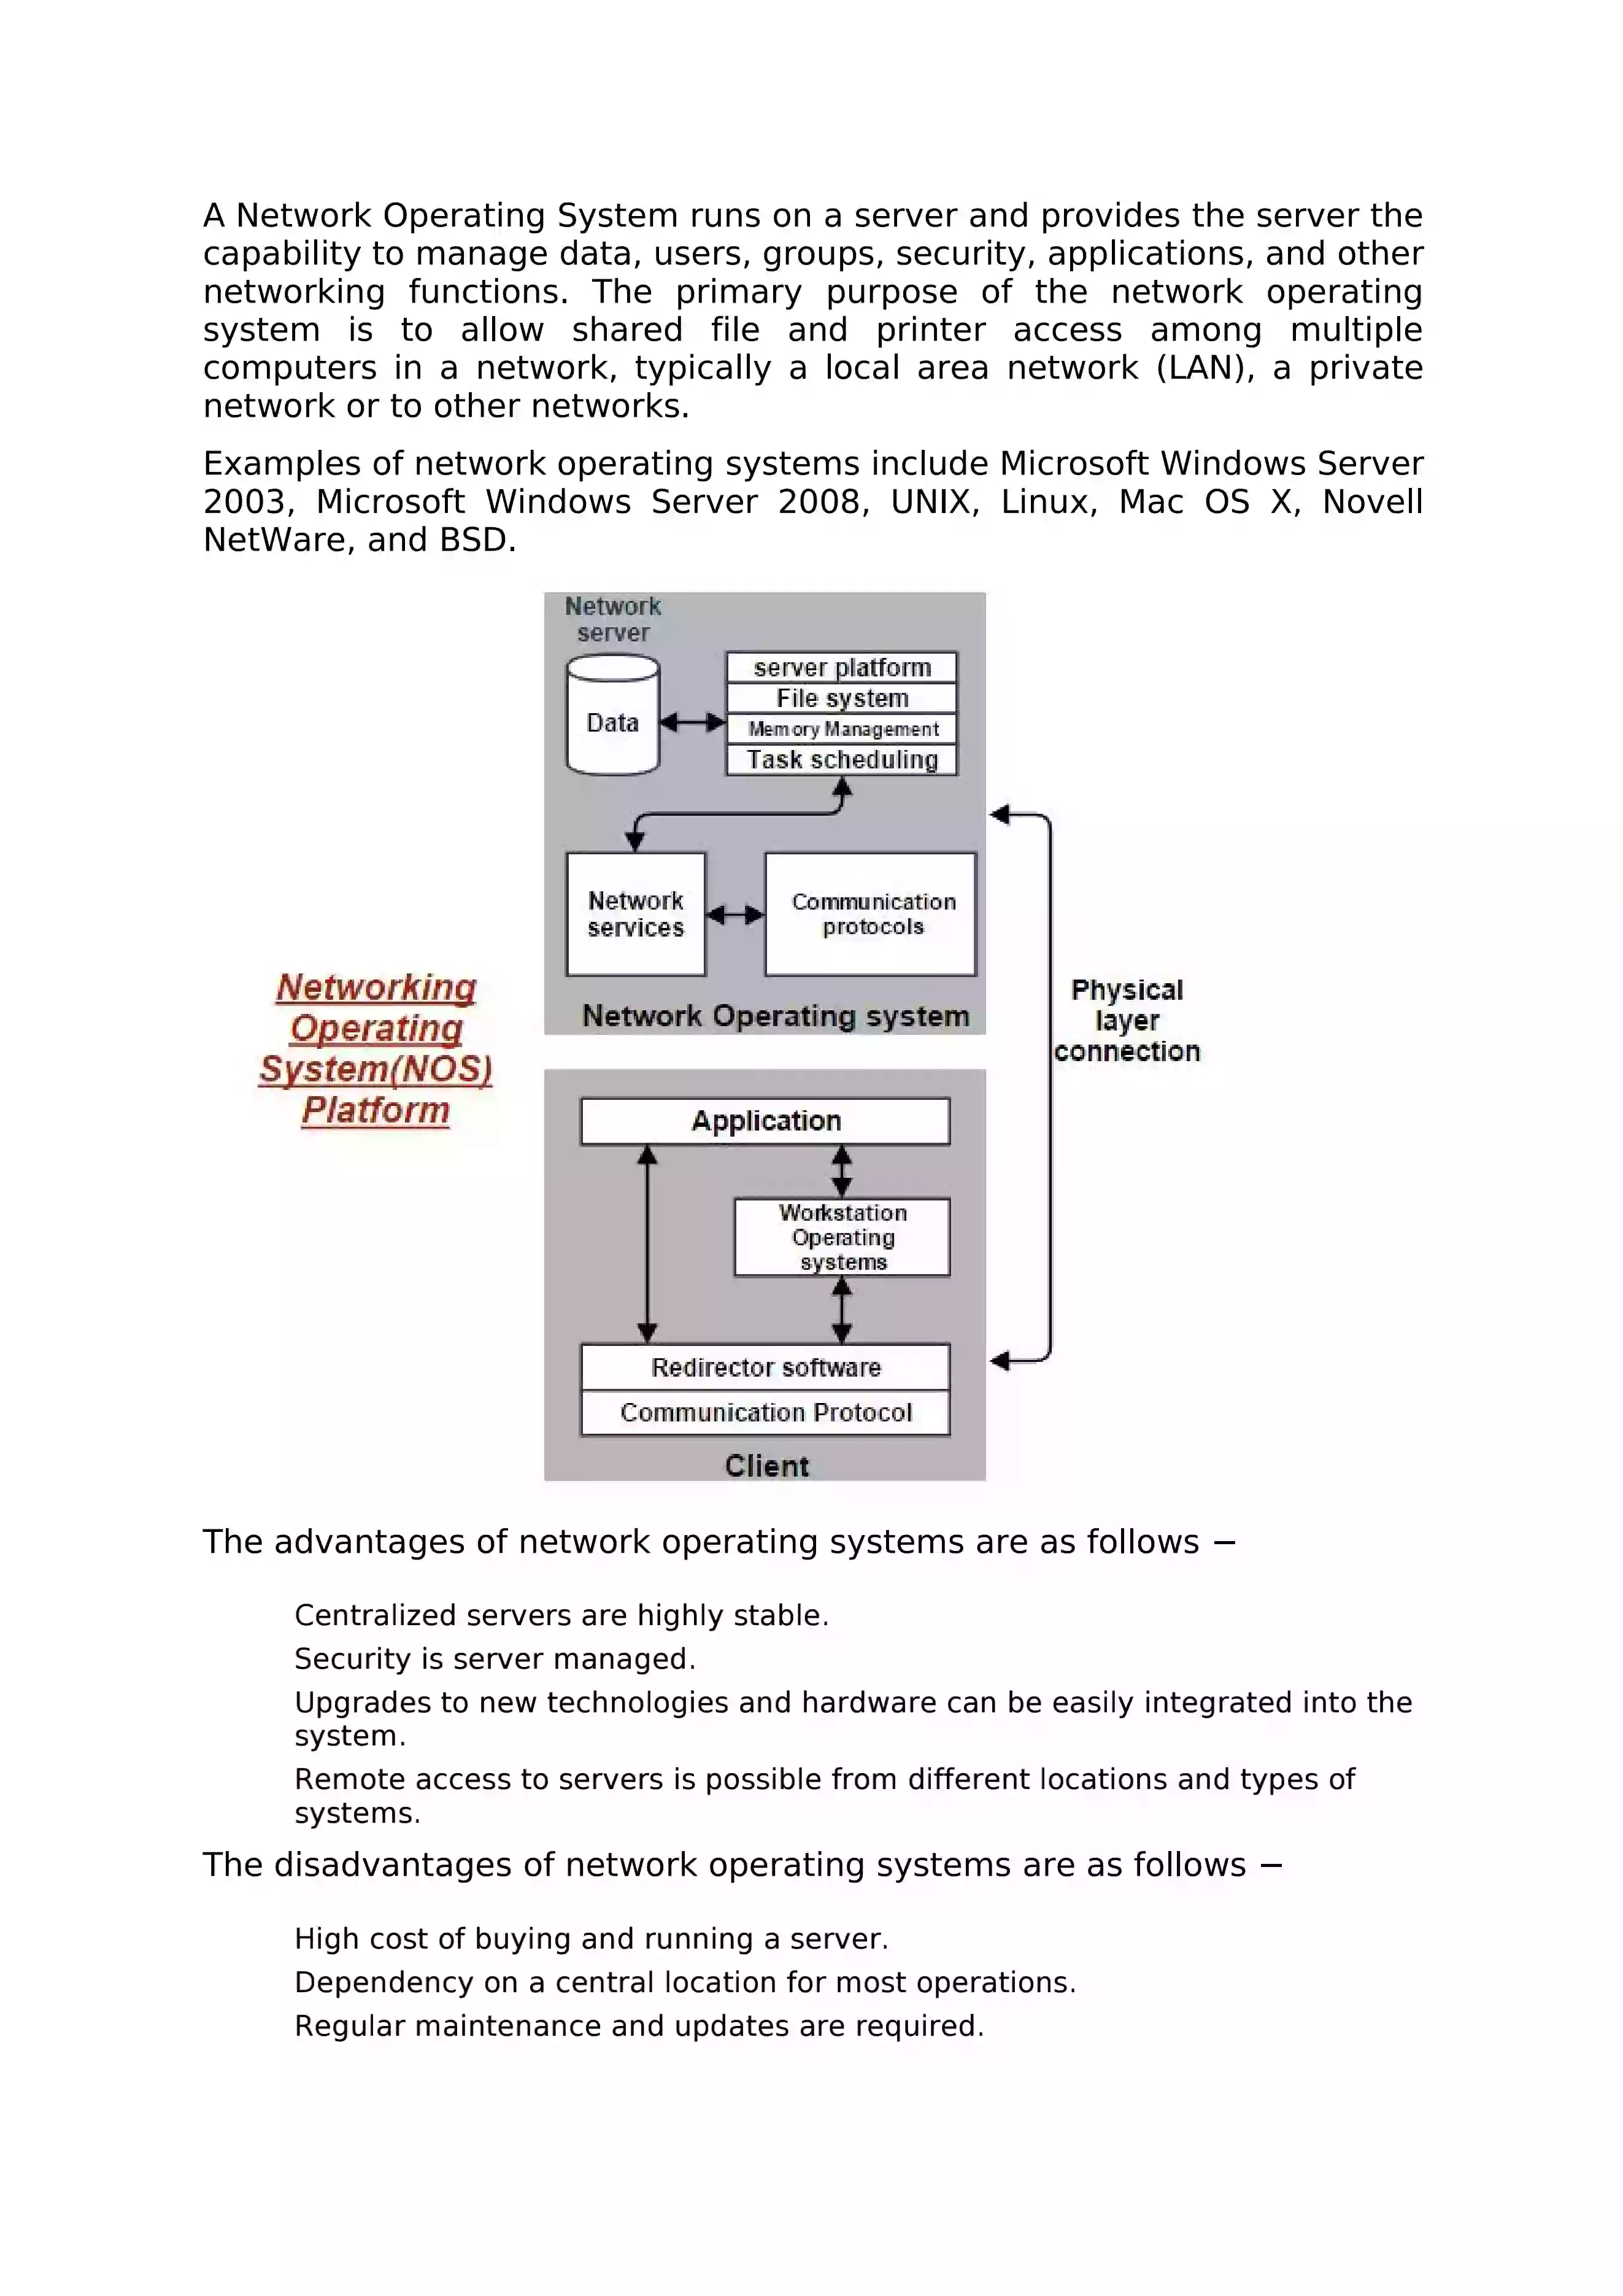 A Network Operating System runs on a server and provides the server the
capability to manage data, users, groups, security, applications, and other
networking functions. The primary purpose of the network operating
system is to allow shared file and printer access among multiple
computers in a network, typically a local area network (LAN), a private
network or to other networks.
Examples of network operating systems include Microsoft Windows Server
2003, Microsoft Windows Server 2008, UNIX, Linux, Mac OS X, Novell
NetWare, and BSD.
Network
server
Data
server platform
File system
Memory Management
Task scheduling
Network
services
Communication
protocols
Network Operating system
Networking
Operating
System(NOS)
Platform
Physical
layer
connection
Application
Workstation
Operating
systems
Redirector software
Communication Protocol
Client
The advantages of network operating systems are as follows −
Centralized servers are highly stable.
Security is server managed.
Upgrades to new technologies and hardware can be easily integrated into the
system.
Remote access to servers is possible from different locations and types of
systems.
The disadvantages of network operating systems are as follows −
High cost of buying and running a server.
Dependency on a central location for most operations.
Regular maintenance and updates are required.